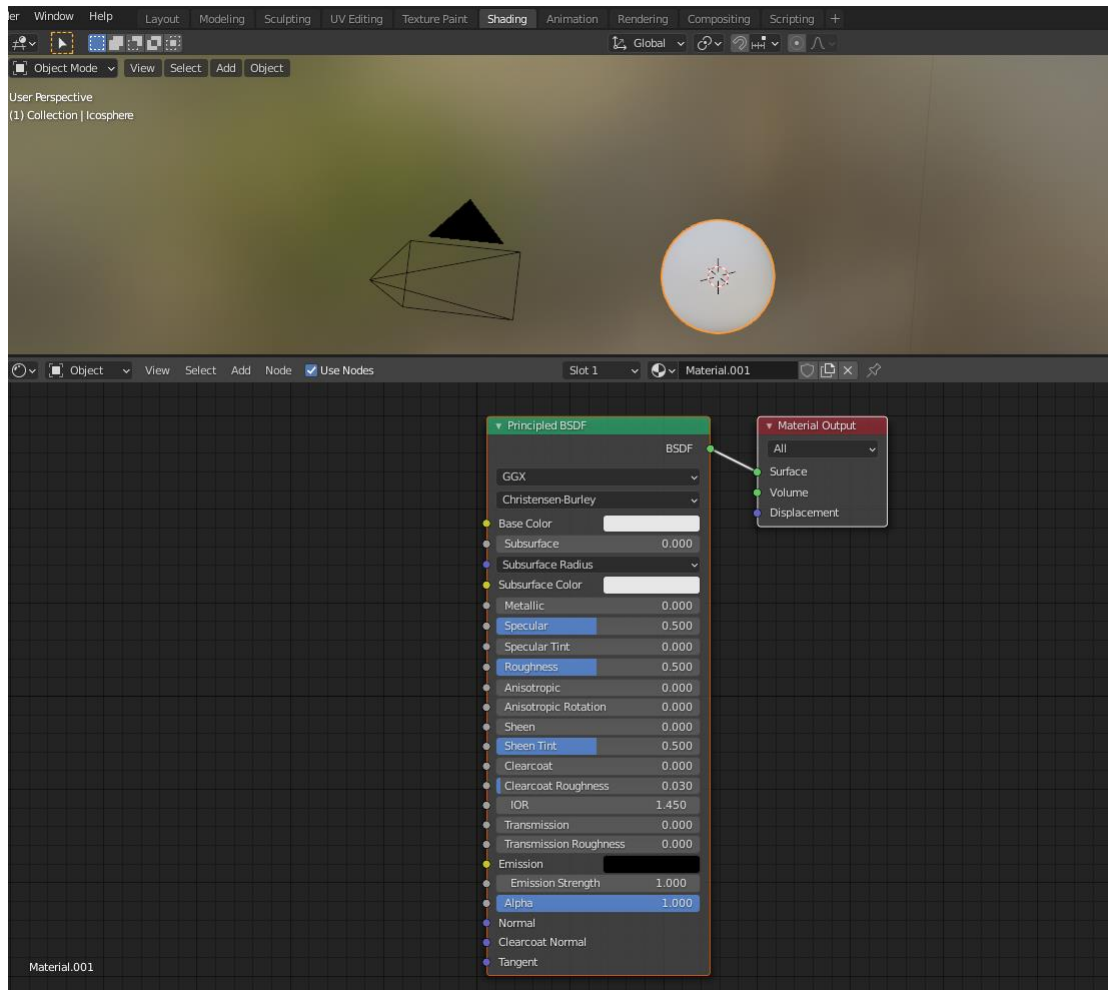 er Window Help Layout Modeling Sculpting UV Editing Texture Paint Shading Animation Rendering Compositing Scripting +
Global
Object Mode View Select Add Object
User Perspective
(1) Collection | Icosphere
Object View Select Add Node Use Nodes Slot 1 Material.001
Principled BSDF
BSDF
GGX
Christensen-Burley
Base Color
Subsurface 0.000
Subsurface Radius
Subsurface Color
Metallic 0.000
Specular 0.500
Specular Tint 0.000
Roughness 0.500
Anisotropic 0.000
Anisotropic Rotation 0.000
Sheen 0.000
Sheen Tint 0.500
Clearcoat 0.000
Clearcoat Roughness 0.030
IOR 1.450
Transmission 0.000
Transmission Roughness 0.000
Emission
Emission Strength 1.000
Alpha 1.000
Normal
Clearcoat Normal
Tangent
Material Output
All
Surface
Volume
Displacement
Material.001